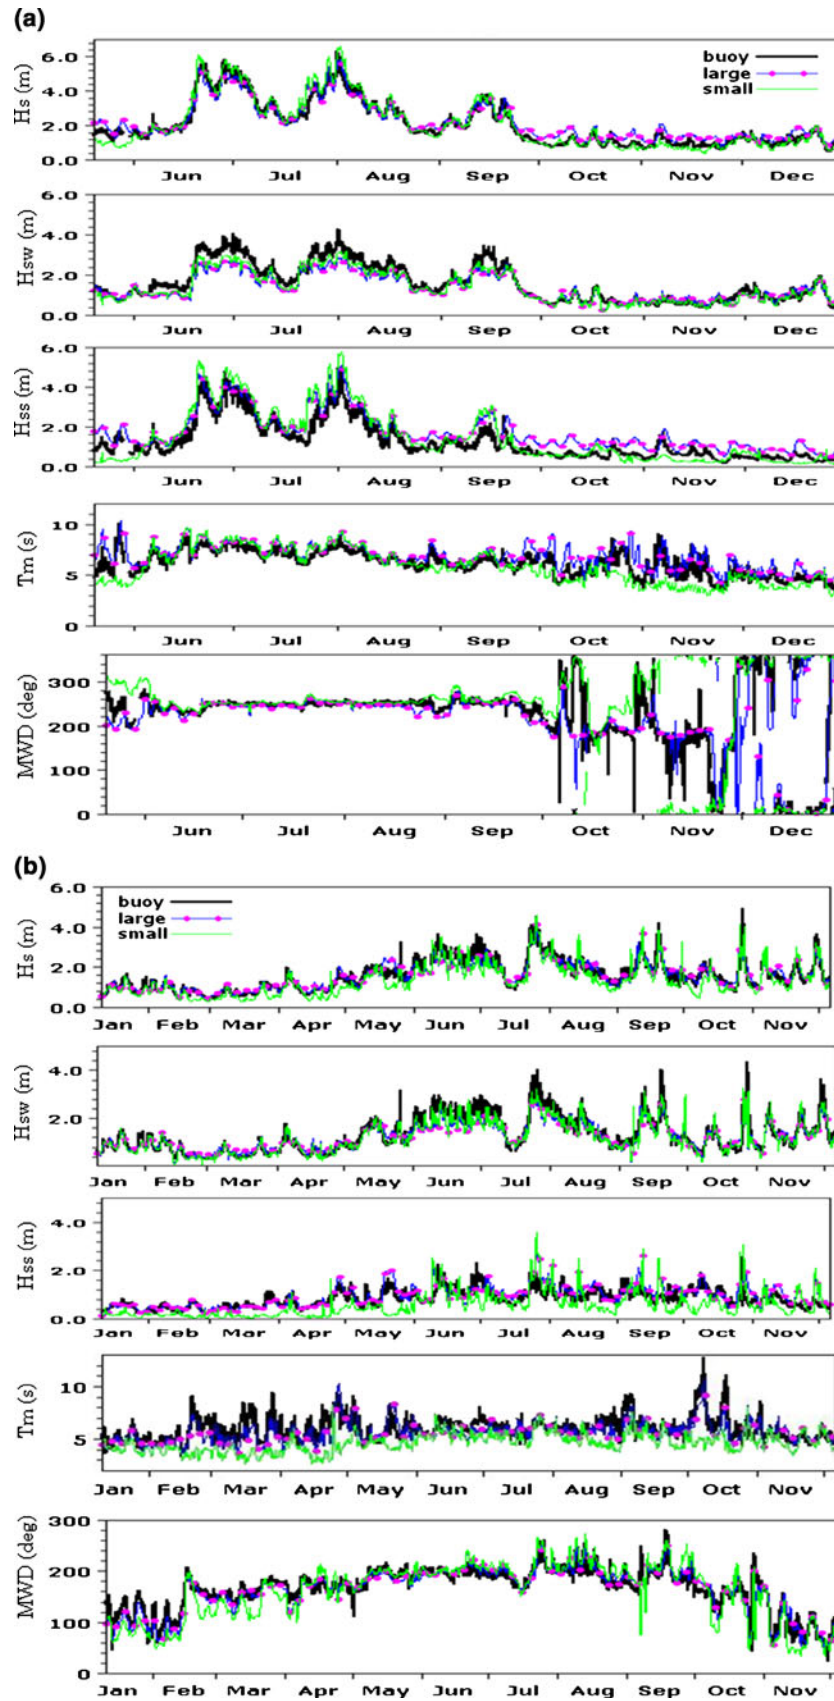 (a)
6.0
4.0
2.0
0.0
Hs (m)
buoy
large
small
Jun Jul Aug Sep Oct Nov Dec
6.0
4.0
2.0
0.0
Hsw (m)
Jun Jul Aug Sep Oct Nov Dec
6.0
4.0
2.0
0.0
Hss (m)
Jun Jul Aug Sep Oct Nov Dec
10
5
0
Tm (s)
Jun Jul Aug Sep Oct Nov Dec
300
200
100
0
MWD (deg)
Jun Jul Aug Sep Oct Nov Dec
(b)
6.0
4.0
2.0
0.0
Hs (m)
buoy
large
small
Jan Feb Mar Apr May Jun Jul Aug Sep Oct Nov
4.0
2.0
Hsw (m)
Jan Feb Mar Apr May Jun Jul Aug Sep Oct Nov
4.0
2.0
0.0
Hss (m)
Jan Feb Mar Apr May Jun Jul Aug Sep Oct Nov
10
5
Tm (s)
Jan Feb Mar Apr May Jun Jul Aug Sep Oct Nov
300
200
100
0
MWD (deg)
Jan Feb Mar Apr May Jun Jul Aug Sep Oct Nov